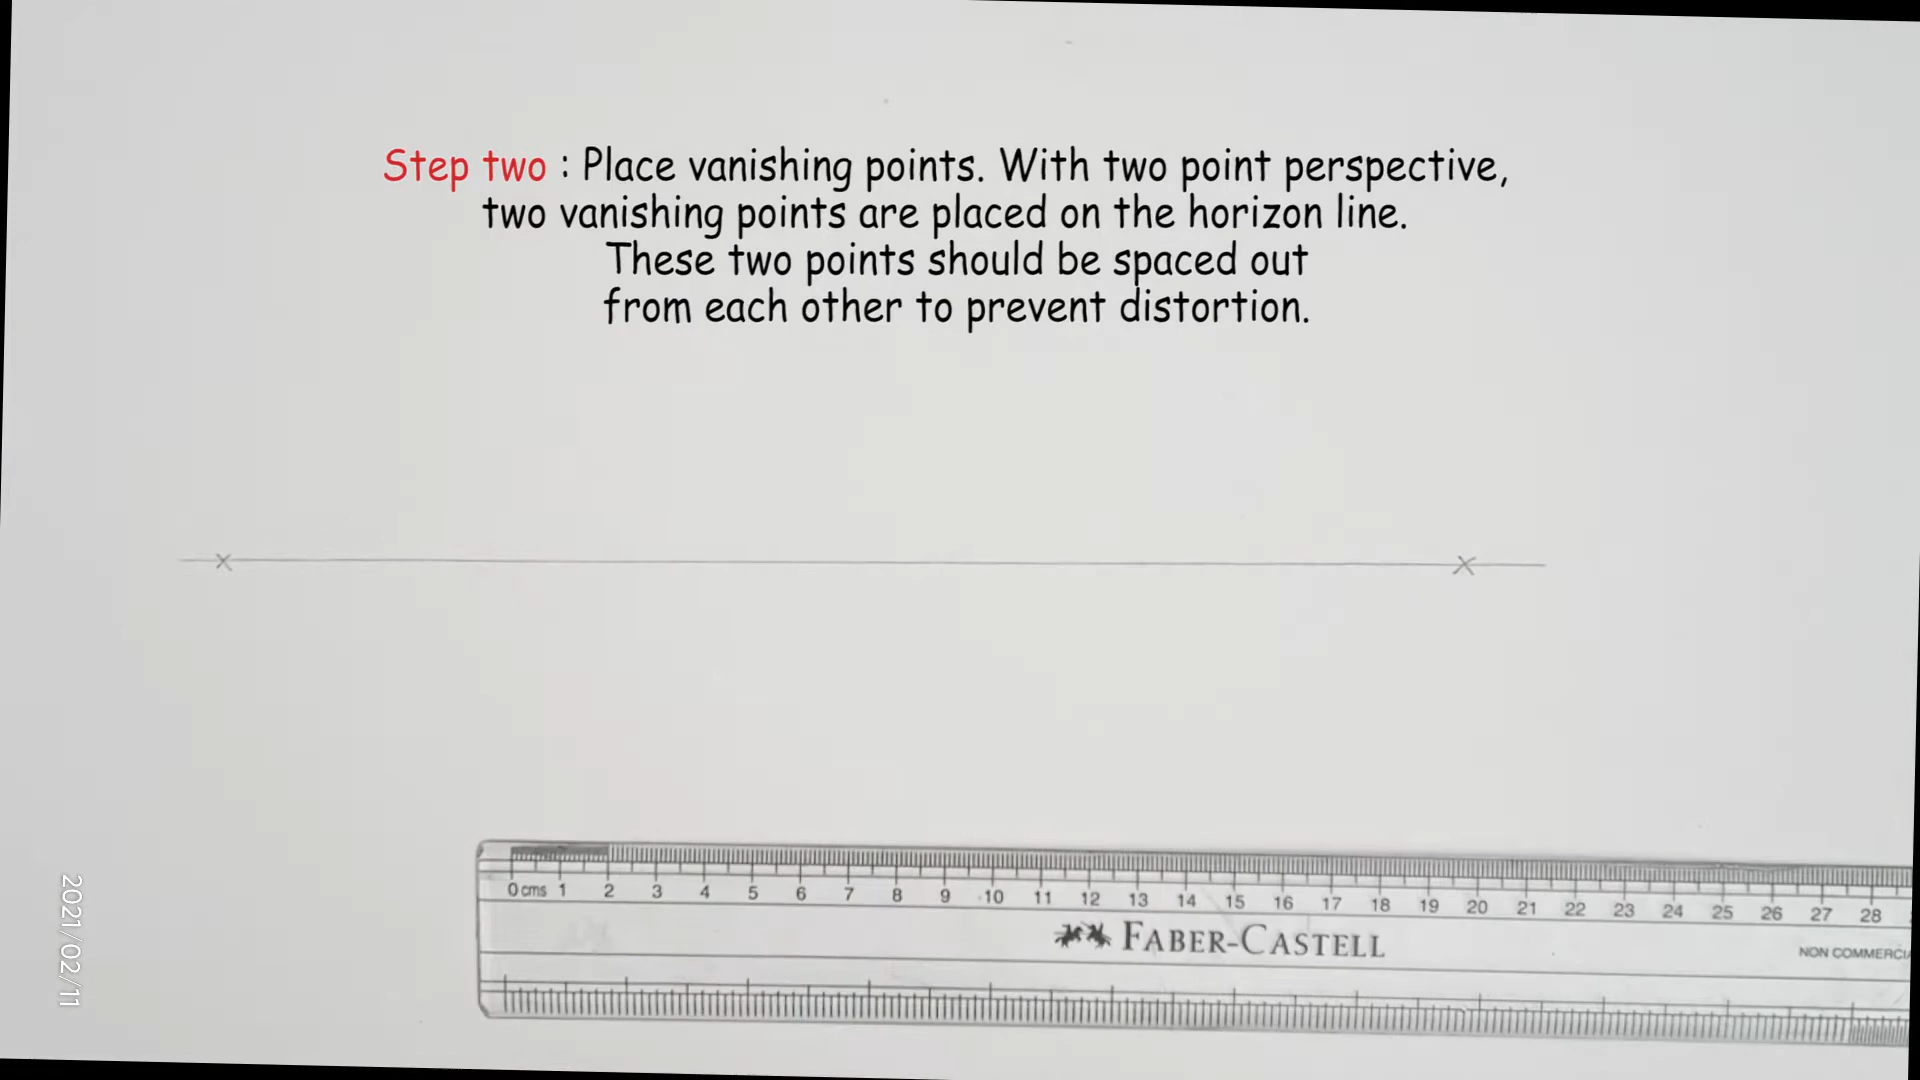 Step two : Place vanishing points. With two point perspective,
two vanishing points are placed on the horizon line.
These two points should be spaced out
from each other to prevent distortion.
0 cms 1 2 3 4 5 6 7 8 9 10 11 12 13 14 15 16 17 18 19 20 21 22 23 24 25 26 27 28
FABER-CASTELL
NON COMMERCIA
2021/02/11